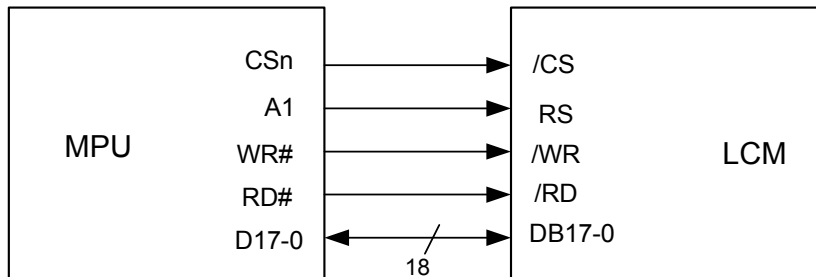 CSn
/CS
A1
RS
MPU
WR#
/WR
LCM
RD#
/RD
D17-0
DB17-0
18